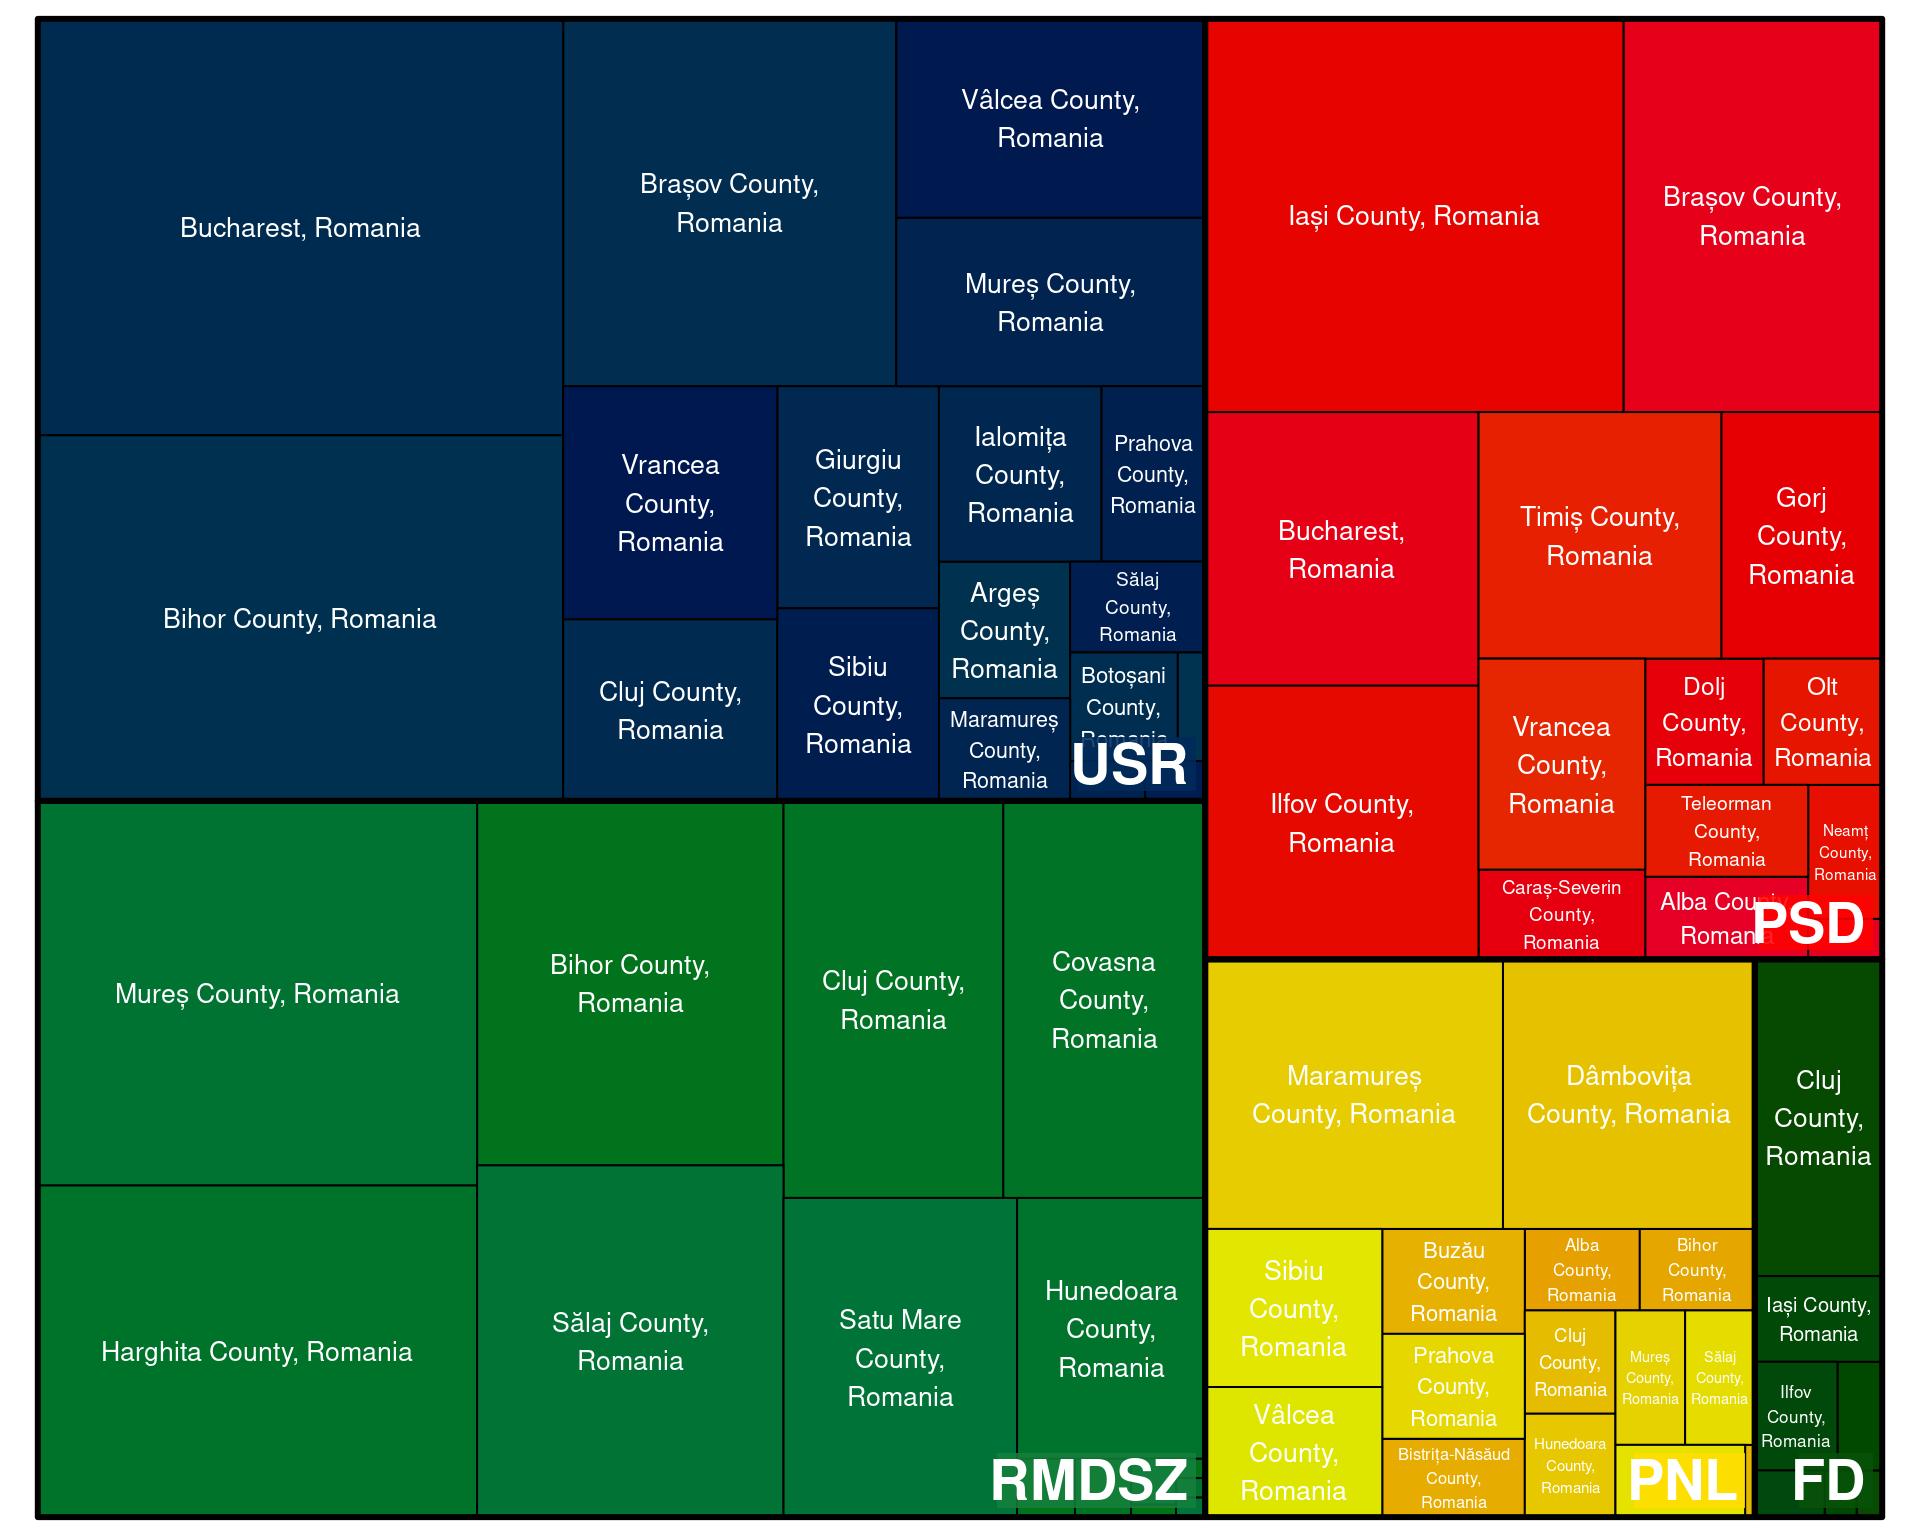 Bucharest, Romania
Bihor County, Romania
Brașov County,
Romania
Vâlcea County,
Romania
Mureș County,
Romania
Vrancea
County,
Romania
Cluj County,
Romania
Giurgiu
County,
Romania
Sibiu
County,
Romania
Ialomița
County,
Romania
Prahova
County,
Romania
Argeș
County,
Romania
Maramureș
County,
Romania
Sălaj
County,
Romania
Botoșani
County,
Romania
USR
Mureș County, Romania
Harghita County, Romania
Bihor County,
Romania
Sălaj County,
Romania
Cluj County,
Romania
Covasna
County,
Romania
Satu Mare
County,
Romania
Hunedoara
County,
Romania
RMDSZ
Iași County, Romania
Brașov County,
Romania
Bucharest,
Romania
Ilfov County,
Romania
Timiș County,
Romania
Gorj
County,
Romania
Vrancea
County,
Romania
Caraș-Severin
County,
Romania
Dolj
County,
Romania
Olt
County,
Romania
Teleorman
County,
Romania
Neamț
County,
Romania
Alba County,
Romania
PSD
Maramureș
County, Romania
Dâmbovița
County, Romania
Sibiu
County,
Romania
Vâlcea
County,
Romania
Buzău
County,
Romania
Prahova
County,
Romania
Bistrița-Năsăud
County,
Romania
Alba
County,
Romania
Bihor
County,
Romania
Cluj
County,
Romania
Hunedoara
County,
Romania
Mureș
County,
Romania
Sălaj
County,
Romania
PNL
Cluj
County,
Romania
Iași County,
Romania
Ilfov
County,
Romania
FD